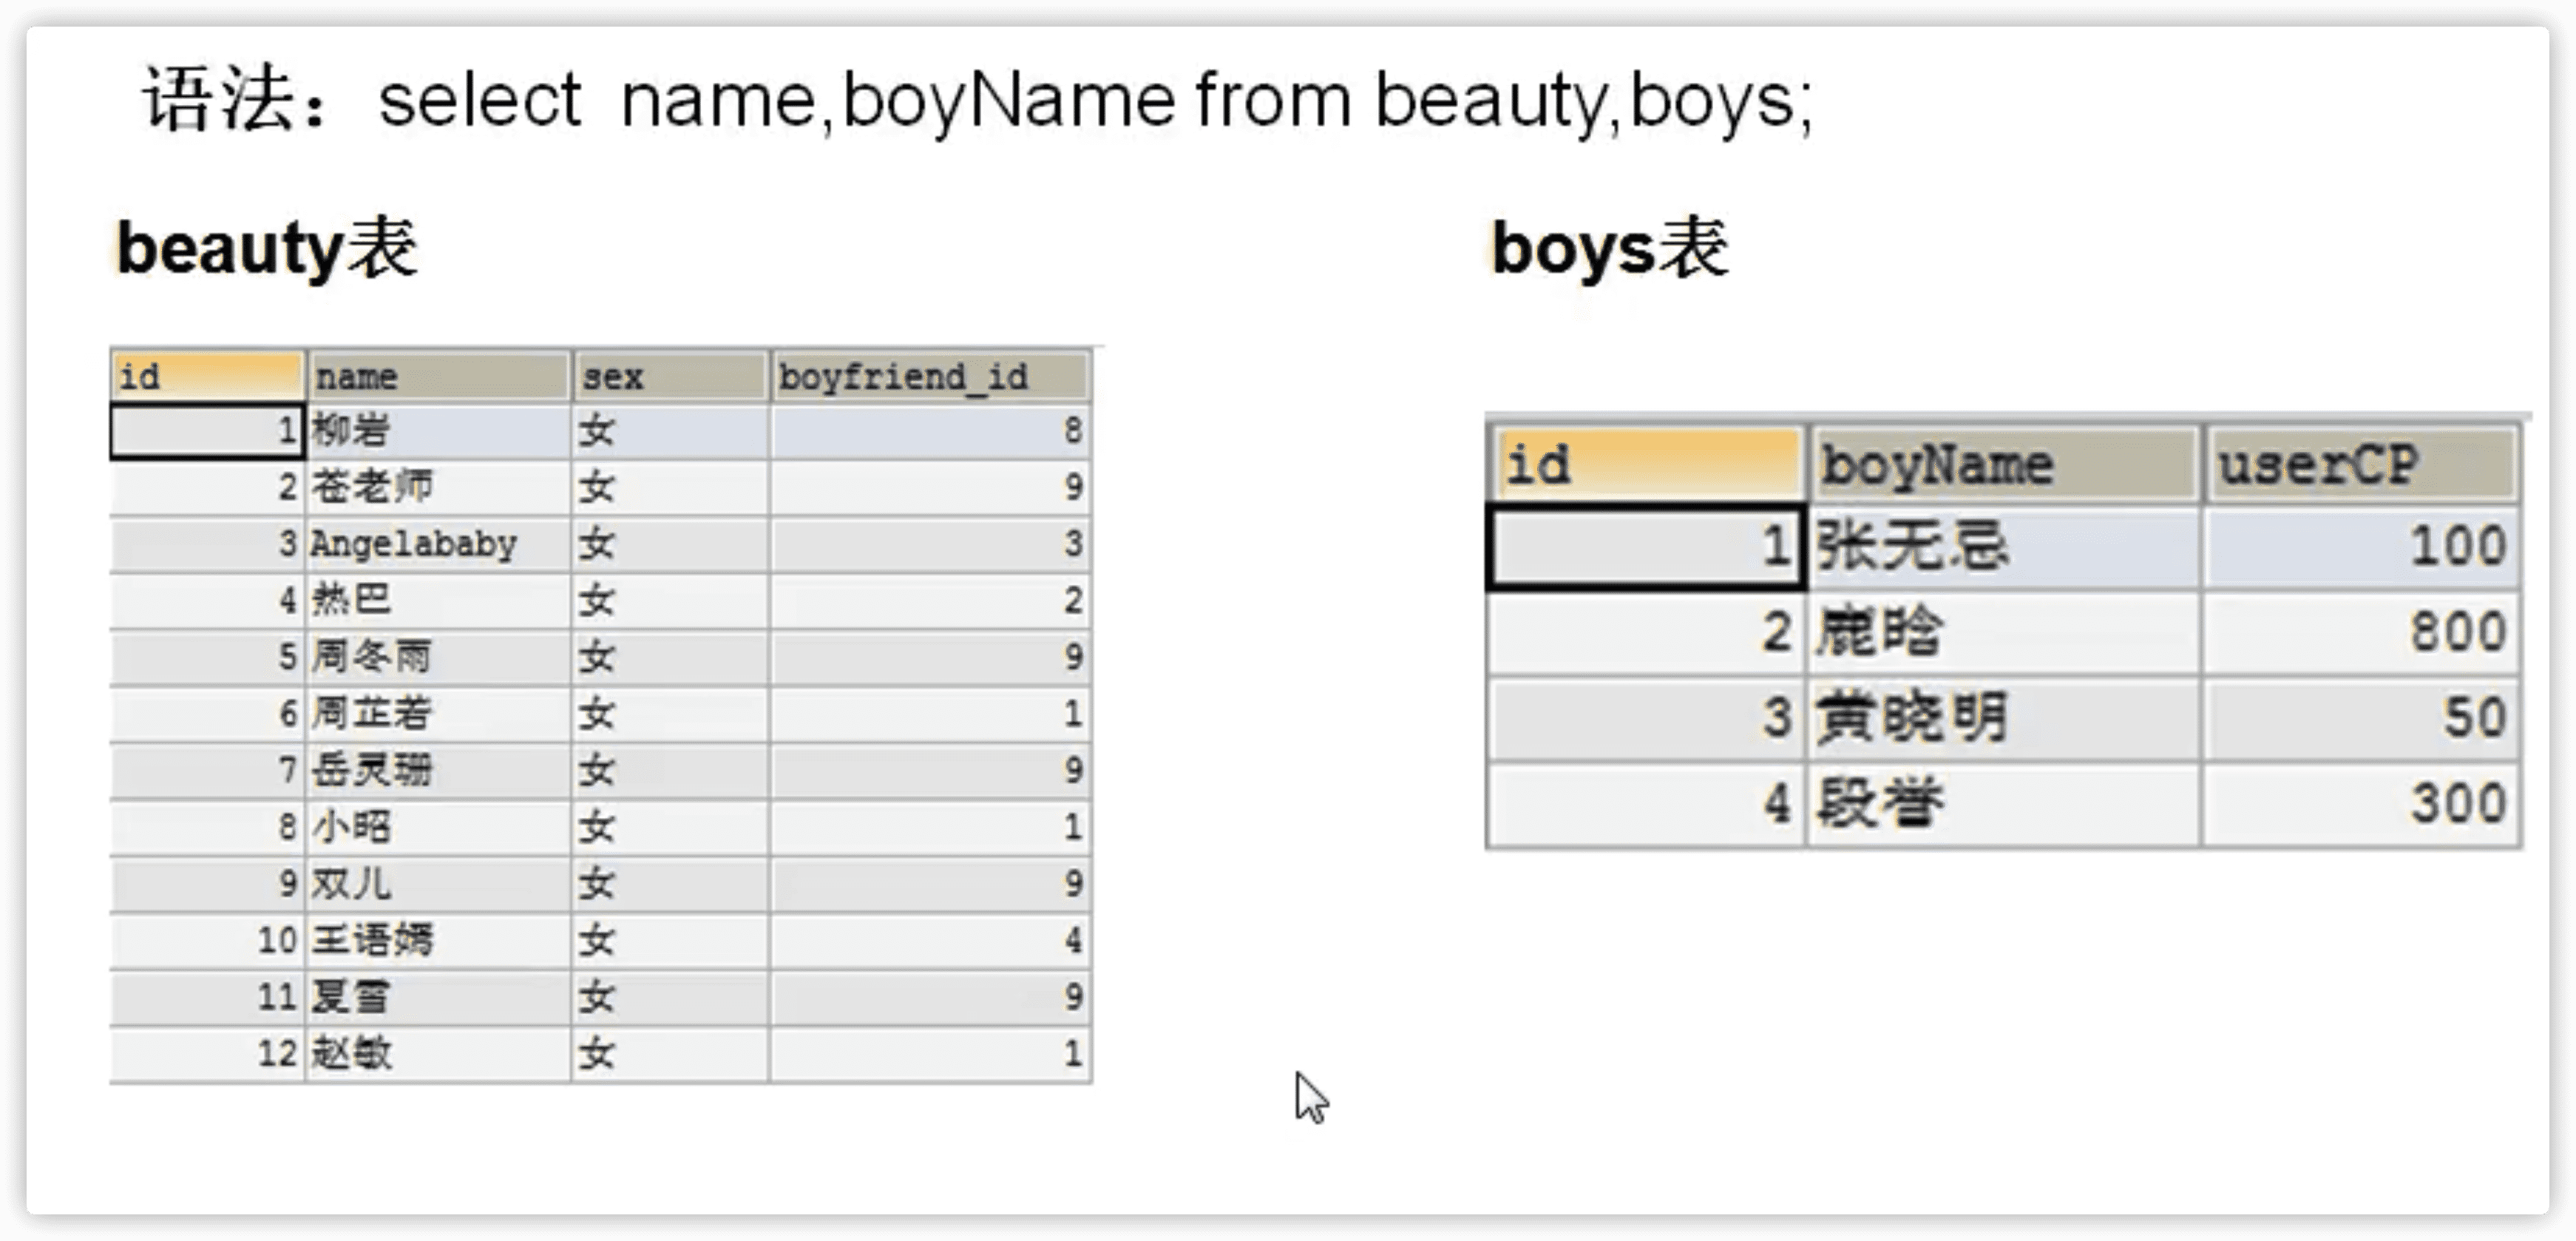 语法：select name,boyName from beauty,boys;
beauty表
boys表
id name sex boyfriend_id
1 柳岩 女 8
2 苍老师 女 9
3 Angelababy 女 3
4 热巴 女 2
5 周冬雨 女 9
6 周芷若 女 1
7 岳灵珊 女 9
8 小昭 女 1
9 双儿 女 9
10 王语嫣 女 4
11 夏雪 女 9
12 赵敏 女 1
id boyName userCP
1 张无忌 100
2 鹿晗 800
3 黄晓明 50
4 段誉 300